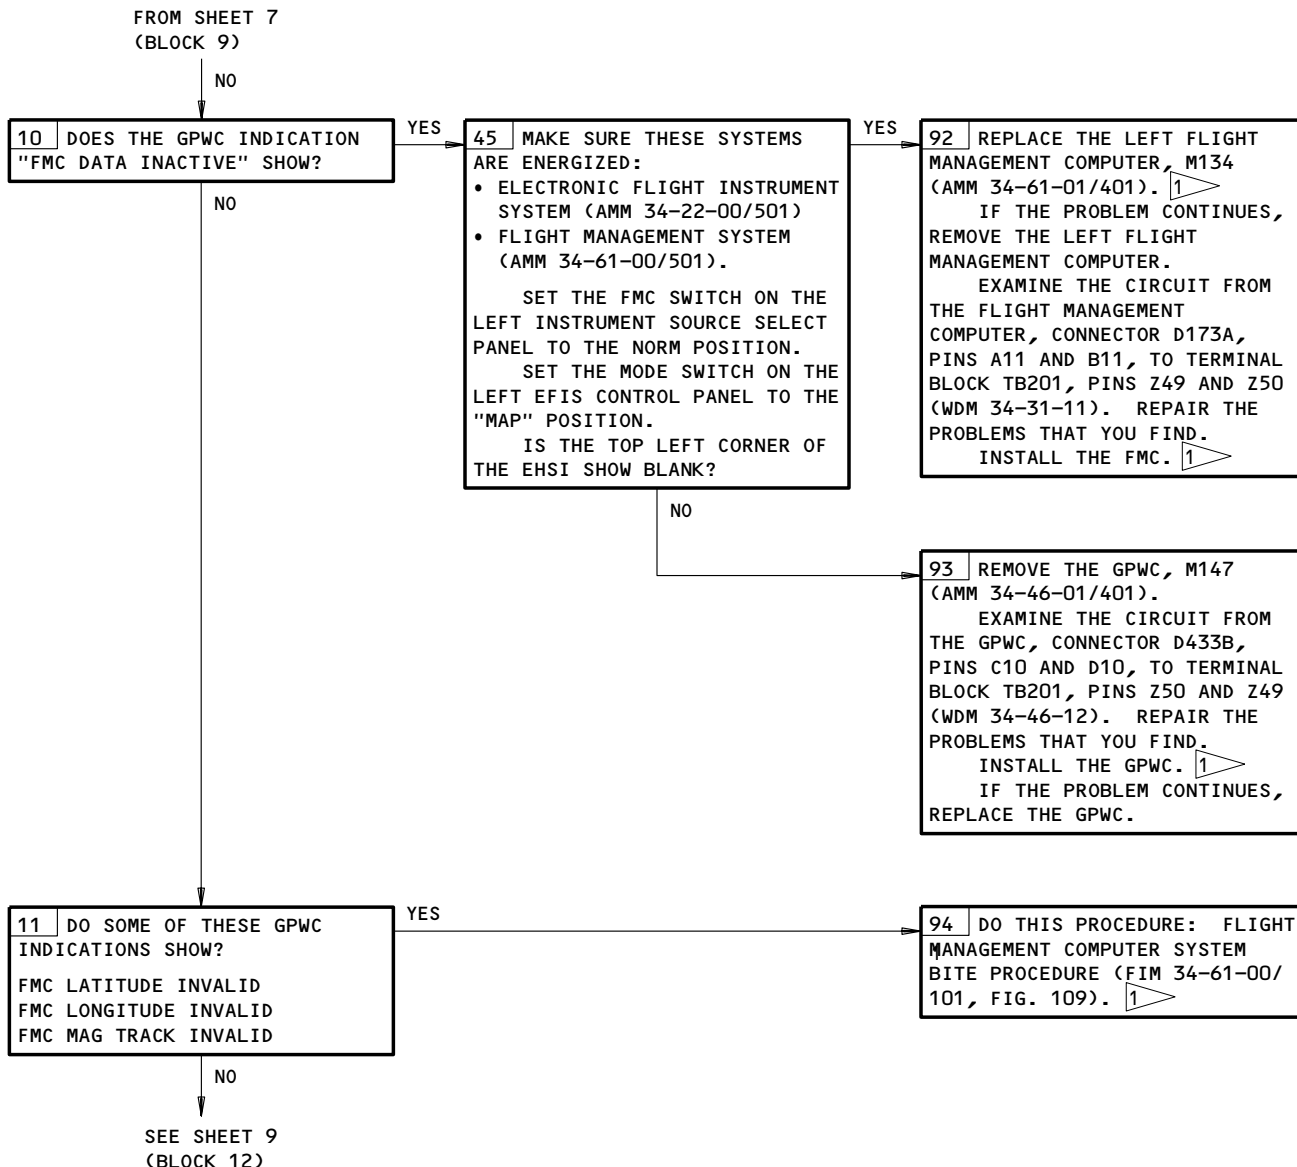 FROM SHEET 7
(BLOCK 9)
NO
10 DOES THE GPWC INDICATION
"FMC DATA INACTIVE" SHOW?
YES
NO
45 MAKE SURE THESE SYSTEMS
ARE ENERGIZED:
• ELECTRONIC FLIGHT INSTRUMENT
SYSTEM (AMM 34-22-00/501)
• FLIGHT MANAGEMENT SYSTEM
(AMM 34-61-00/501).
SET THE FMC SWITCH ON THE
LEFT INSTRUMENT SOURCE SELECT
PANEL TO THE NORM POSITION.
SET THE MODE SWITCH ON THE
LEFT EFIS CONTROL PANEL TO THE
"MAP" POSITION.
IS THE TOP LEFT CORNER OF
THE EHSI SHOW BLANK?
YES
NO
92 REPLACE THE LEFT FLIGHT
MANAGEMENT COMPUTER, M134
(AMM 34-61-01/401). 1
IF THE PROBLEM CONTINUES,
REMOVE THE LEFT FLIGHT
MANAGEMENT COMPUTER.
EXAMINE THE CIRCUIT FROM
THE FLIGHT MANAGEMENT
COMPUTER, CONNECTOR D173A,
PINS A11 AND B11, TO TERMINAL
BLOCK TB201, PINS Z49 AND Z50
(WDM 34-31-11). REPAIR THE
PROBLEMS THAT YOU FIND.
INSTALL THE FMC. 1
93 REMOVE THE GPWC, M147
(AMM 34-46-01/401).
EXAMINE THE CIRCUIT FROM
THE GPWC, CONNECTOR D433B,
PINS C10 AND D10, TO TERMINAL
BLOCK TB201, PINS Z50 AND Z49
(WDM 34-46-12). REPAIR THE
PROBLEMS THAT YOU FIND.
INSTALL THE GPWC. 1
IF THE PROBLEM CONTINUES,
REPLACE THE GPWC.
11 DO SOME OF THESE GPWC
INDICATIONS SHOW?
FMC LATITUDE INVALID
FMC LONGITUDE INVALID
FMC MAG TRACK INVALID
YES
NO
94 DO THIS PROCEDURE: FLIGHT
MANAGEMENT COMPUTER SYSTEM
BITE PROCEDURE (FIM 34-61-00/
101, FIG. 109). 1
SEE SHEET 9
(BLOCK 12)